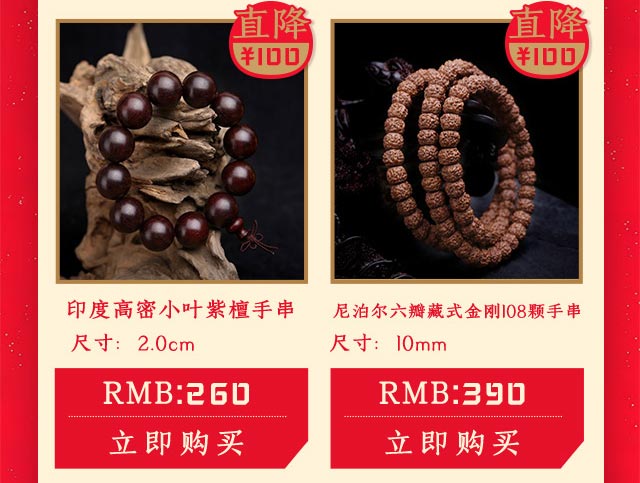 直降
¥100
直降
¥100
印度高密小叶紫檀手串
尺寸: 2.0cm
RMB:260
立即购买
尼泊尔六瓣藏式金刚108颗手串
尺寸: 10mm
RMB:390
立即购买